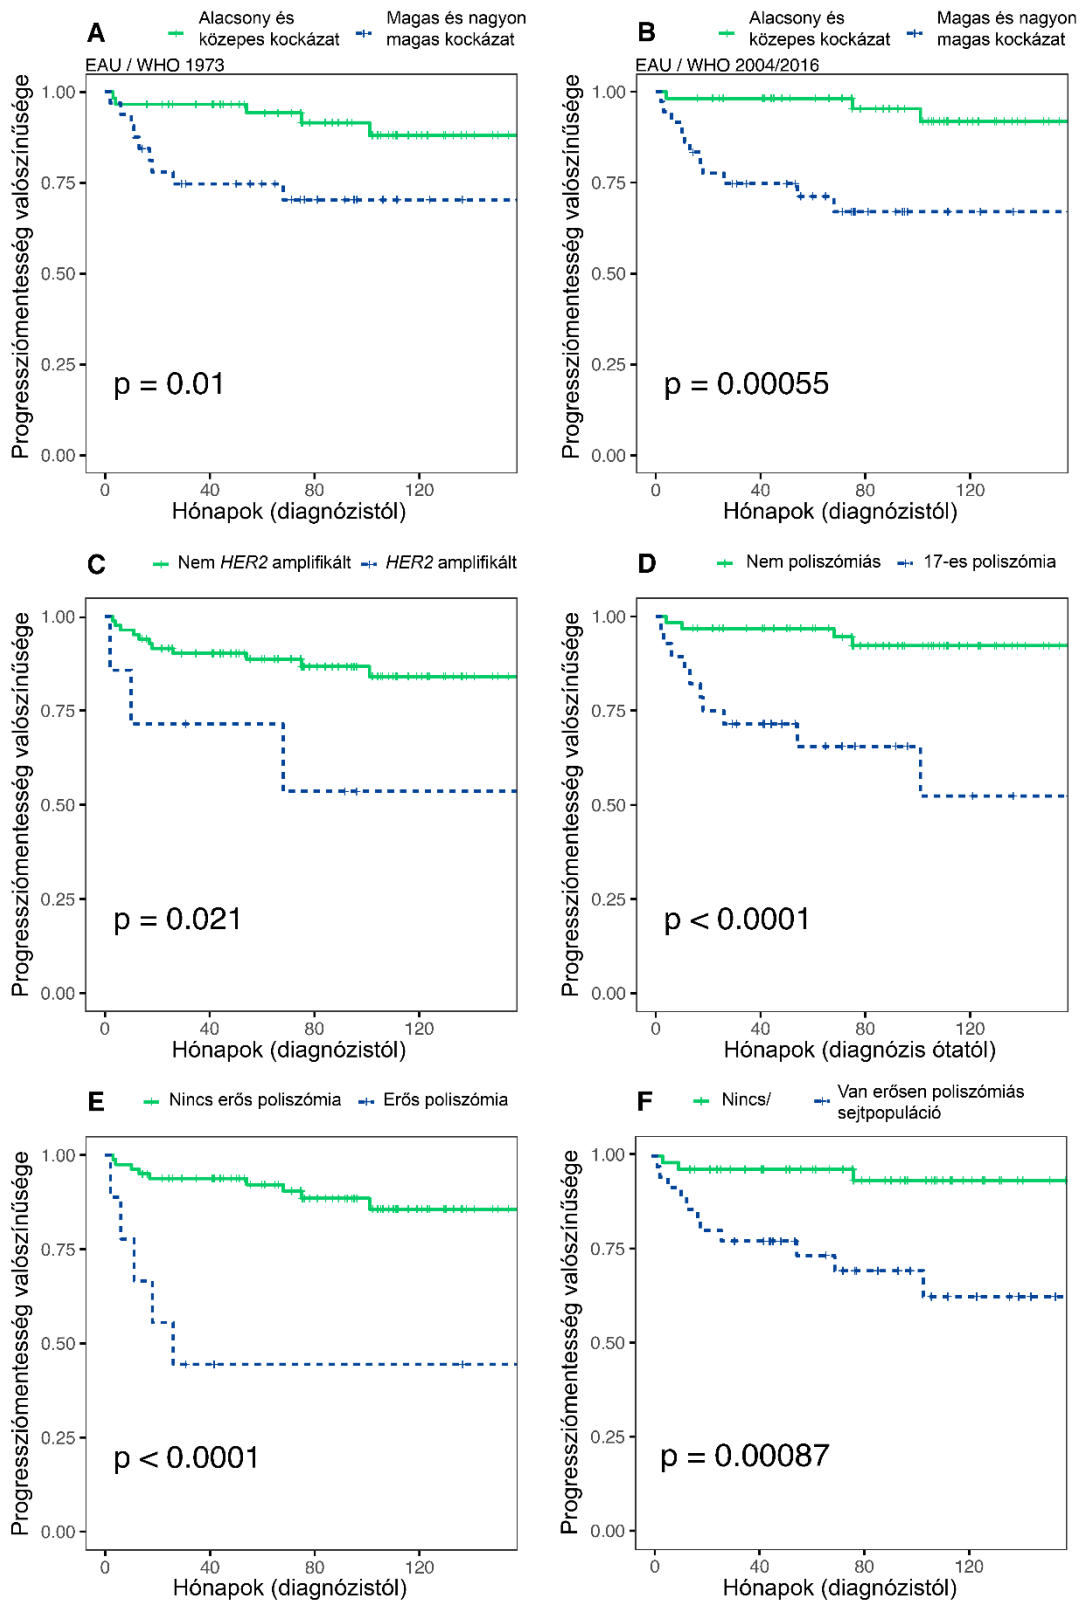 A
Alacsony és
közepes kockázat
Magas és nagyon
magas kockázat
EAU / WHO 1973
Progressziómentesség valószínűsége
1.00
0.75
0.50
0.25
0.00
p = 0.01
0 40 80 120
Hónapok (diagnózistól)
B
Alacsony és
közepes kockázat
Magas és nagyon
magas kockázat
EAU / WHO 2004/2016
Progressziómentesség valószínűsége
1.00
0.75
0.50
0.25
0.00
p = 0.00055
0 40 80 120
Hónapok (diagnózistól)
C
Nem HER2 amplifikált HER2 amplifikált
Progressziómentesség valószínűsége
1.00
0.75
0.50
0.25
0.00
p = 0.021
0 40 80 120
Hónapok (diagnózistól)
D
Nem poliszómiás 17-es poliszómia
Progressziómentesség valószínűsége
1.00
0.75
0.50
0.25
0.00
p < 0.0001
0 40 80 120
Hónapok (diagnózis ótatól)
E
Nincs erős poliszómia Erős poliszómia
Progressziómentesség valószínűsége
1.00
0.75
0.50
0.25
0.00
p < 0.0001
0 40 80 120
Hónapok (diagnózistól)
F
Nincs/
Van erősen poliszómiás
sejtpopuláció
Progressziómentesség valószínűsége
1.00
0.75
0.50
0.25
0.00
p = 0.00087
0 40 80 120
Hónapok (diagnózistól)